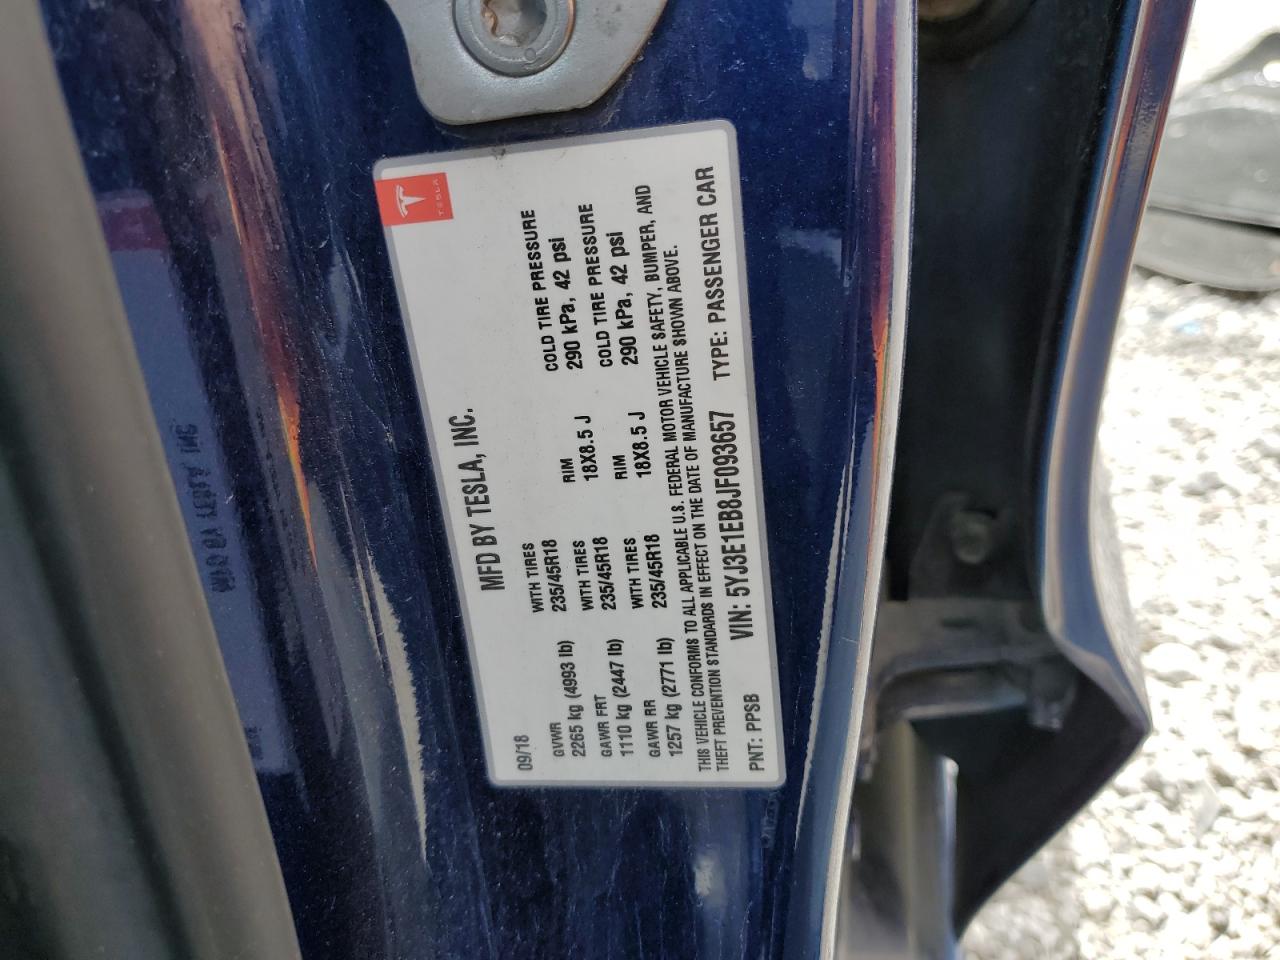 TESLA
MFD BY TESLA, INC.
09/18
GVWR WITH TIRES RIM COLD TIRE PRESSURE
2265 kg (4993 lb) 235/45R18 18X8.5 J 290 kPa, 42 psi
GAWR FRT WITH TIRES RIM COLD TIRE PRESSURE
1110 kg (2447 lb) 235/45R18 18X8.5 J 290 kPa, 42 psi
GAWR RR WITH TIRES
1257 kg (2771 lb) 235/45R18
THIS VEHICLE CONFORMS TO ALL APPLICABLE U.S. FEDERAL MOTOR VEHICLE SAFETY, BUMPER, AND
THEFT PREVENTION STANDARDS IN EFFECT ON THE DATE OF MANUFACTURE SHOWN ABOVE.
PNT: PPSB VIN: 5YJ3E1EB8JF093657 TYPE: PASSENGER CAR